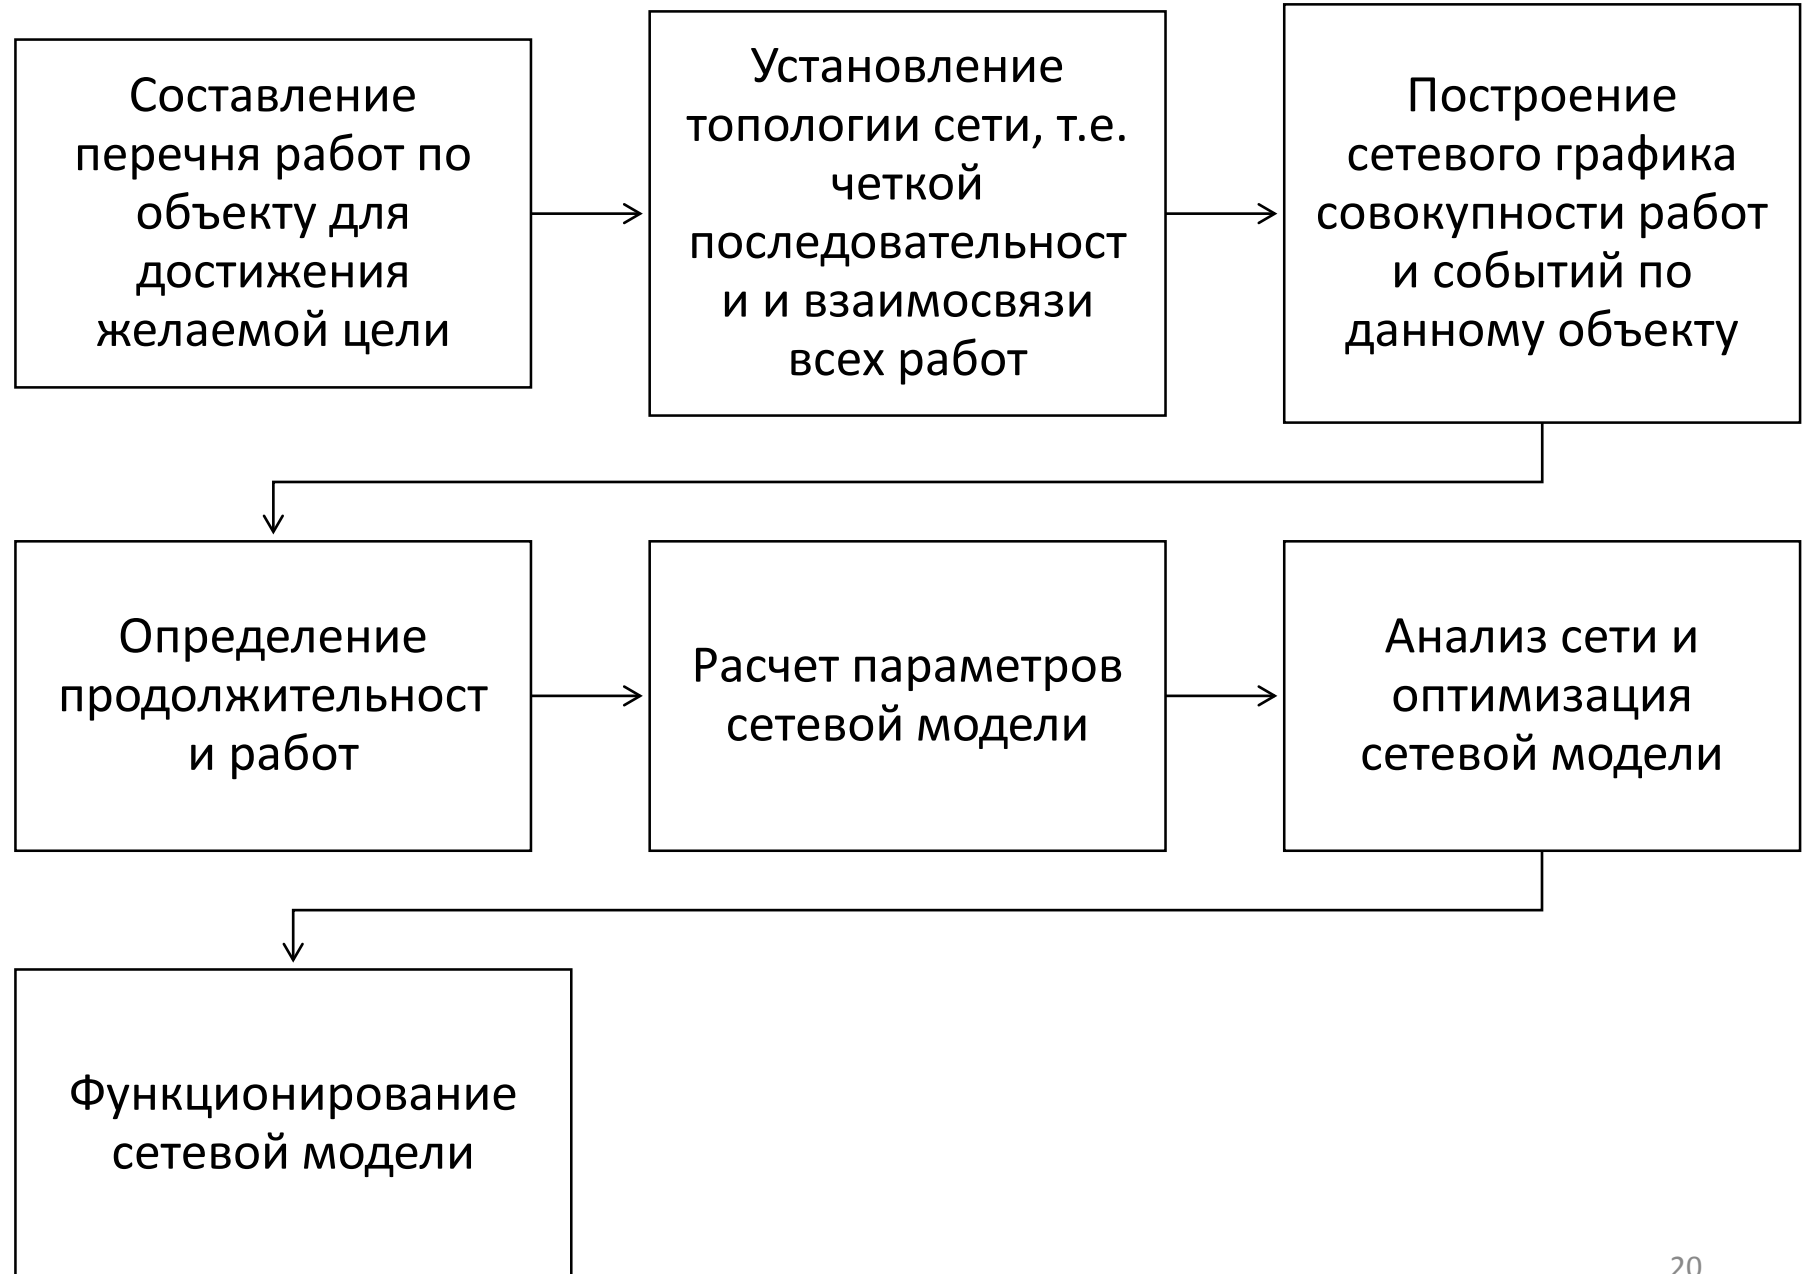 Составление
перечня работ по
объекту для
достижения
желаемой цели
Установление
топологии сети, т.е.
четкой
последовательност
и и взаимосвязи
всех работ
Построение
сетевого графика
совокупности работ
и событий по
данному объекту
Определение
продолжительност
и работ
Расчет параметров
сетевой модели
Анализ сети и
оптимизация
сетевой модели
Функционирование
сетевой модели
20